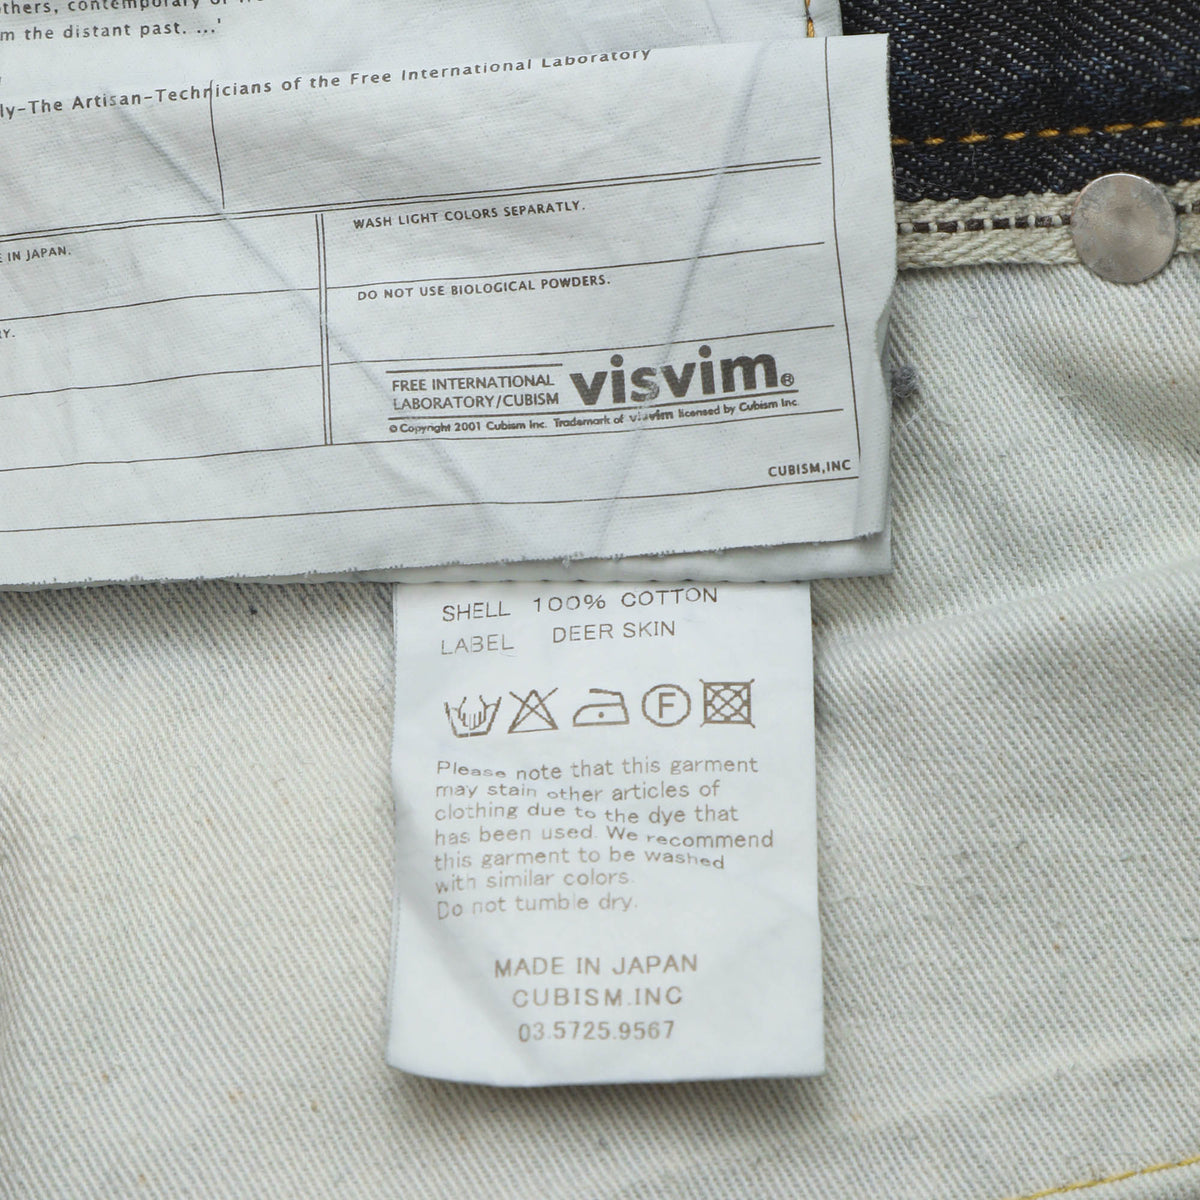 contemporary
m the distant past. ...'
ly-The Artisan-Technicians of the Free International Laboratory
WASH LIGHT COLORS SEPARATLY.
IN JAPAN.
DO NOT USE BIOLOGICAL POWDERS.
RY.
FREE INTERNATIONAL
LABORATORY/CUBISM
visvim®
©Copyright 2001 Cubism Inc. Trademark of visvim licensed by Cubism Inc.
CUBISM,INC
SHELL 100% COTTON
LABEL DEER SKIN
F
Please note that this garment
may stain other articles of
clothing due to the dye that
has been used. We recommend
this garment to be washed
with similar colors.
Do not tumble dry.
MADE IN JAPAN
CUBISM.INC
03.5725.9567